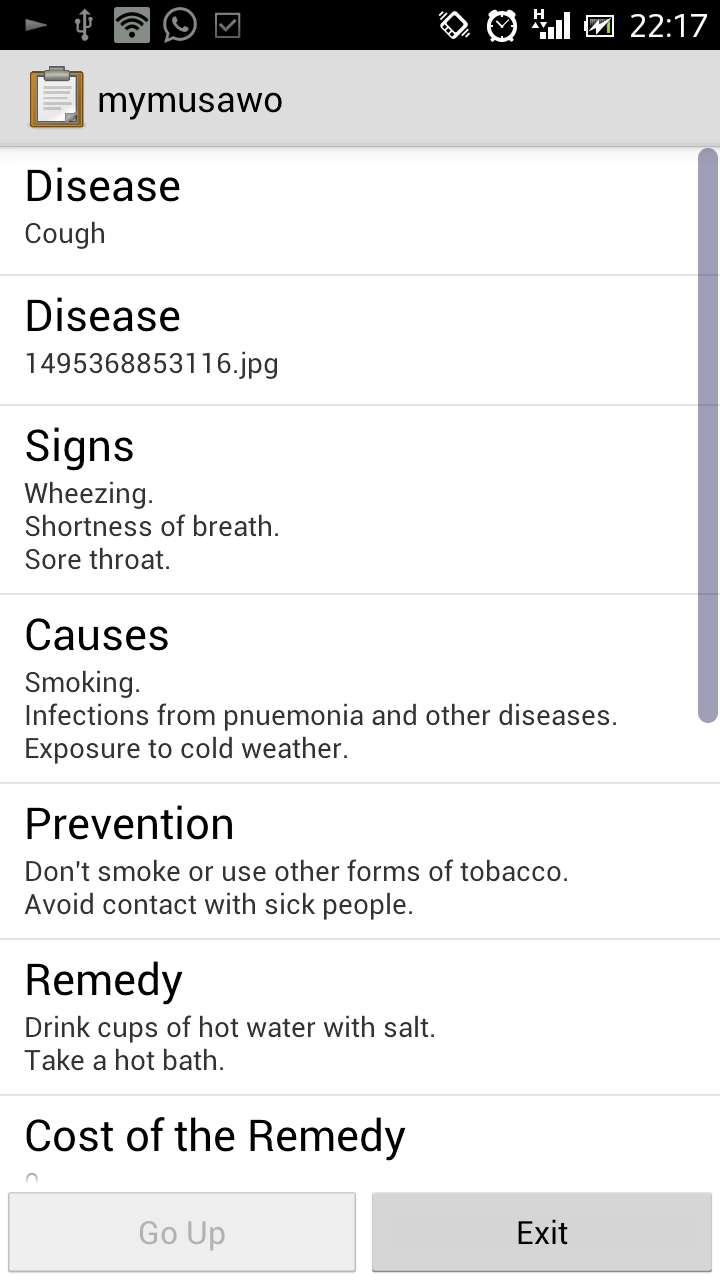 22:17
mymusawo
Disease
Cough
Disease
1495368853116.jpg
Signs
Wheezing.
Shortness of breath.
Sore throat.
Causes
Smoking.
Infections from pnuemonia and other diseases.
Exposure to cold weather.
Prevention
Don't smoke or use other forms of tobacco.
Avoid contact with sick people.
Remedy
Drink cups of hot water with salt.
Take a hot bath.
Cost of the Remedy
Go Up
Exit